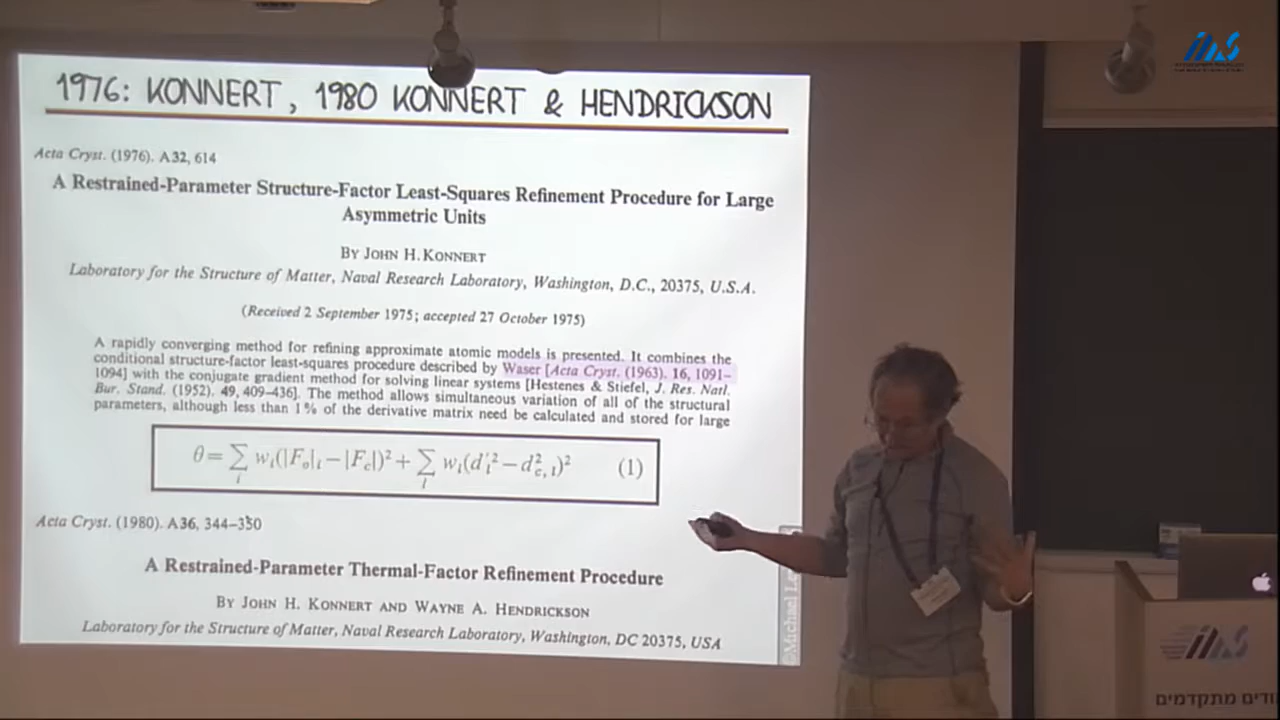 1976: KONNERT, 1980 KONNERT & HENDRICKSON
Acta Cryst. (1976). A32, 614
A Restrained-Parameter Structure-Factor Least-Squares Refinement Procedure for Large
Asymmetric Units
BY JOHN H. KONNERT
Laboratory for the Structure of Matter, Naval Research Laboratory, Washington, D.C., 20375, U.S.A.
(Received 2 September 1975; accepted 27 October 1975)
A rapidly converging method for refining approximate atomic models is presented. It combines the
conditional structure-factor least-squares procedure described by Waser [Acta Cryst. (1963). 16, 1091–
1094] with the conjugate gradient method for solving linear systems [Hestenes & Stiefel, J. Res. Natl.
Bur. Stand. (1952). 49, 409–436]. The method allows simultaneous variation of all of the structural
parameters, although less than 1% of the derivative matrix need be calculated and stored for large
θ = ∑ᵢ wᵢ(|Fₒ|ᵢ − |F꜀|)² + ∑ₗ wₗ(d′ₗ² − d²c,l)² (1)
Acta Cryst. (1980). A36, 344–350
A Restrained-Parameter Thermal-Factor Refinement Procedure
BY JOHN H. KONNERT AND WAYNE A. HENDRICKSON
Laboratory for the Structure of Matter, Naval Research Laboratory, Washington, DC 20375, USA
©Michael
מתקדמים